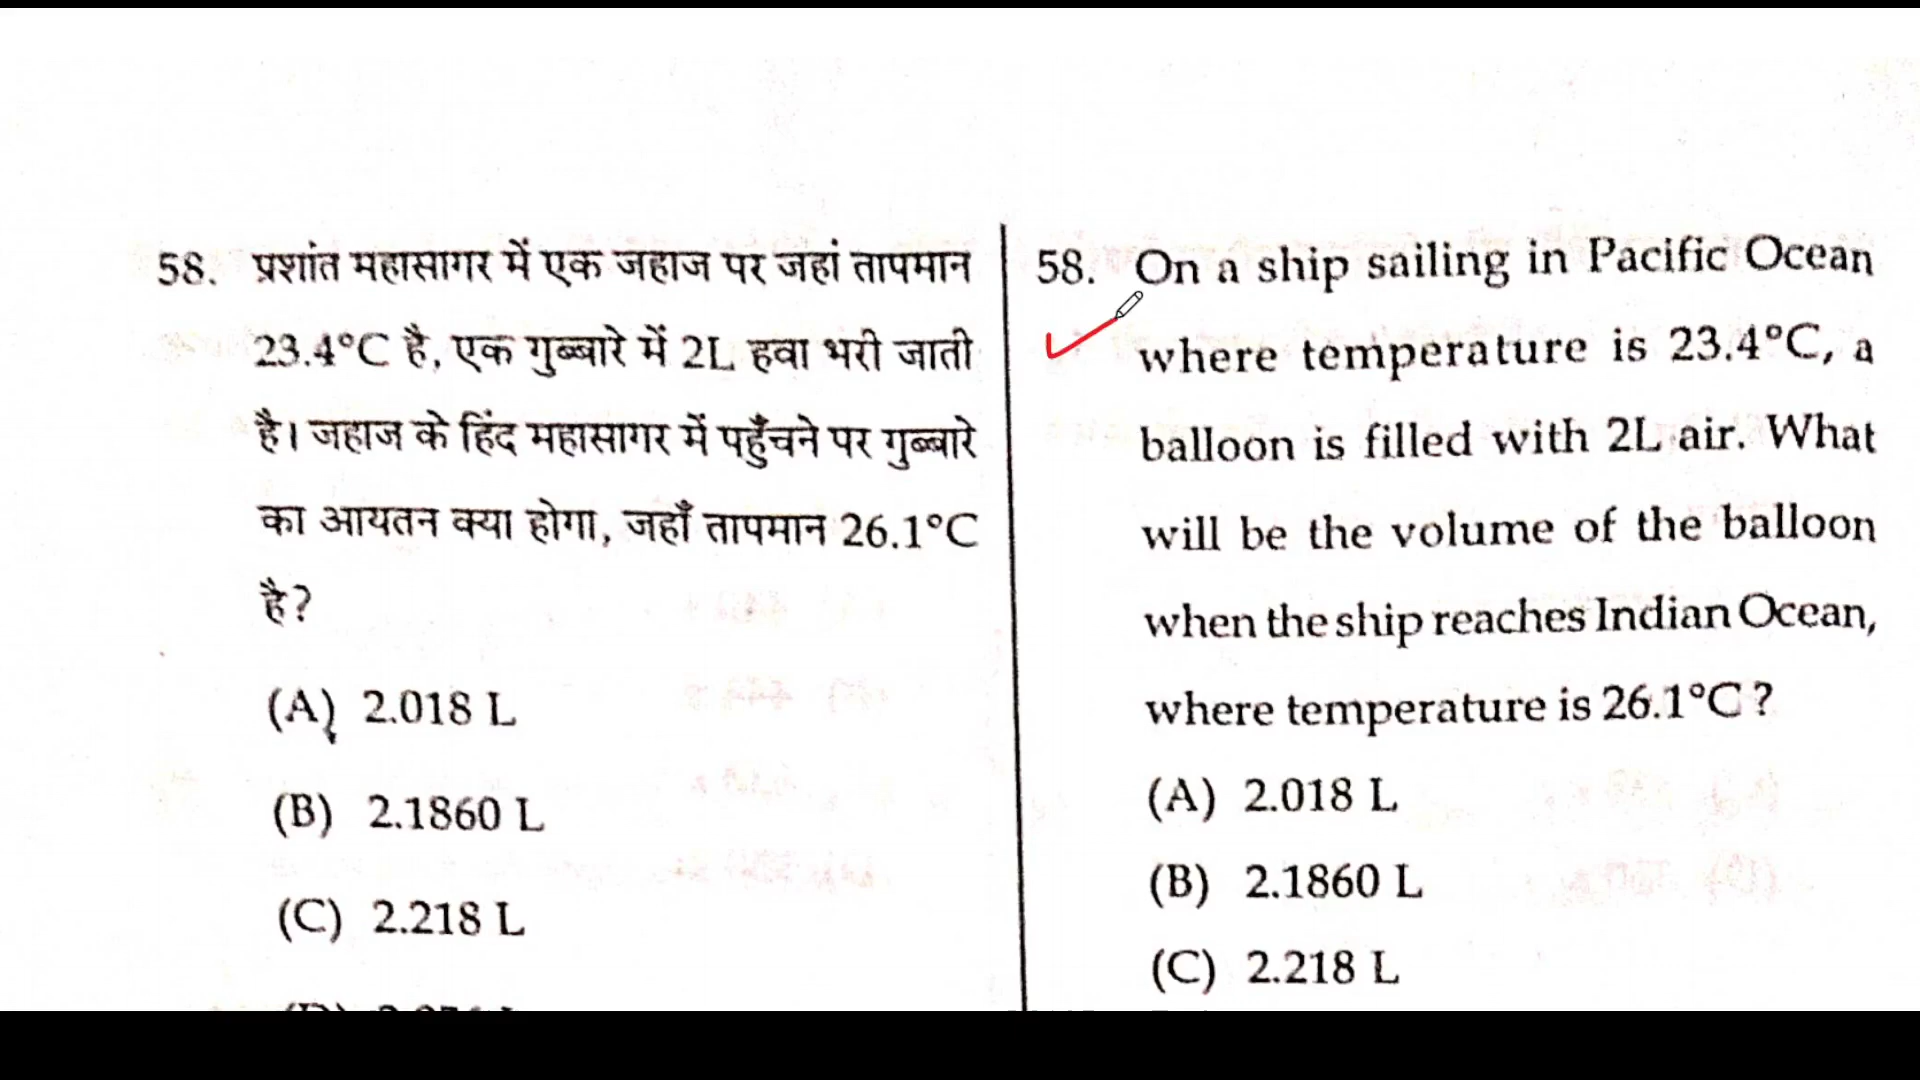 58. प्रशांत महासागर में एक जहाज पर जहां तापमान
23.4°C है, एक गुब्बारे में 2L हवा भरी जाती
है। जहाज के हिंद महासागर में पहुँचने पर गुब्बारे
का आयतन क्या होगा, जहाँ तापमान 26.1°C
है?
(A) 2.018 L
(B) 2.1860 L
(C) 2.218 L
58. On a ship sailing in Pacific Ocean
where temperature is 23.4°C, a
balloon is filled with 2L air. What
will be the volume of the balloon
when the ship reaches Indian Ocean,
where temperature is 26.1°C?
(A) 2.018 L
(B) 2.1860 L
(C) 2.218 L